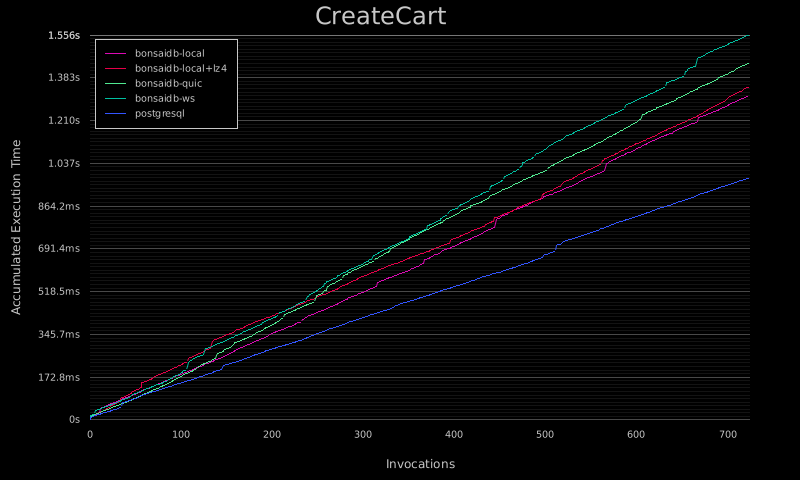 CreateCart
1.556s
1.383s
1.210s
1.037s
864.2ms
691.4ms
518.5ms
345.7ms
172.8ms
0s
bonsaidb-local
bonsaidb-local+lz4
bonsaidb-quic
bonsaidb-ws
postgresql
Accumulated Execution Time
0 100 200 300 400 500 600 700
Invocations